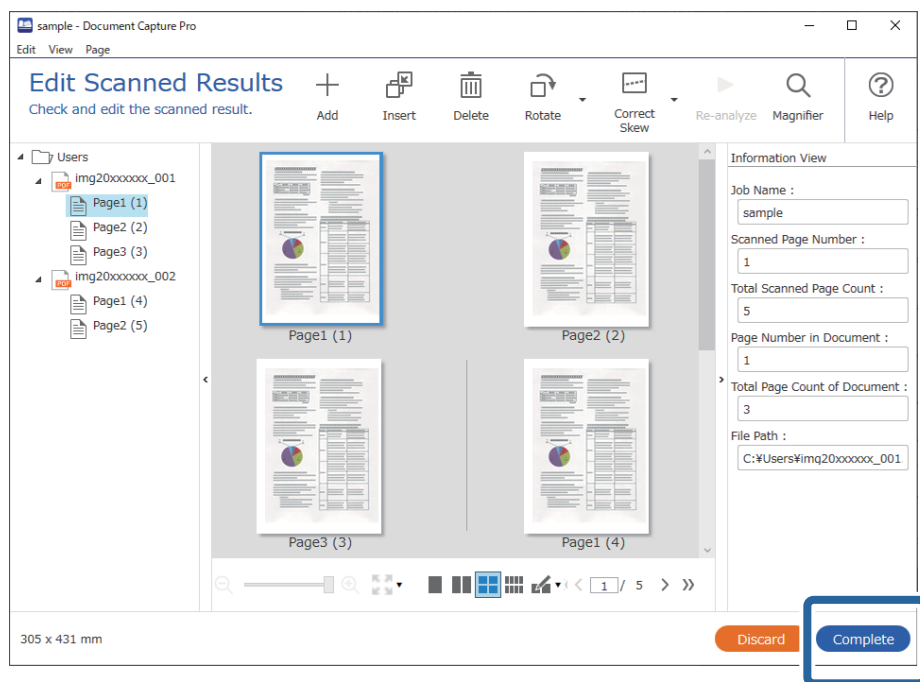 sample - Document Capture Pro
Edit View Page
Edit Scanned Results
Check and edit the scanned result.
Add
Insert
Delete
Rotate
Correct
Skew
Re-analyze
Magnifier
Help
Users
PDF
img20xxxxxx_001
Page1 (1)
Page2 (2)
Page3 (3)
PDF
img20xxxxxx_002
Page1 (4)
Page2 (5)
Page1 (1)
Page2 (2)
Page3 (3)
Page1 (4)
1 / 5
Information View
Job Name :
sample
Scanned Page Number :
1
Total Scanned Page Count :
5
Page Number in Document :
1
Total Page Count of Document :
3
File Path :
C:¥Users¥img20xxxxxx_001
305 x 431 mm
Discard
Complete